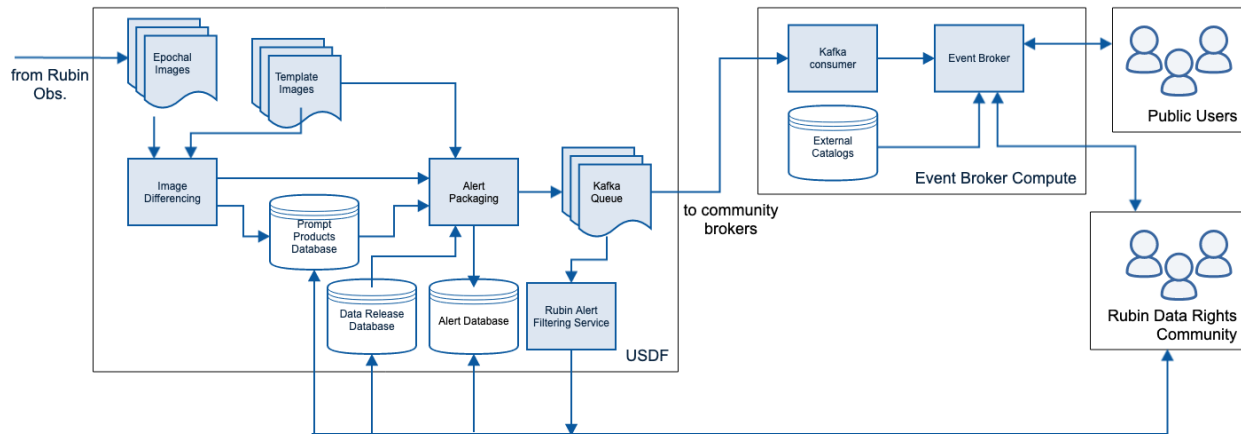 from Rubin
Obs.
Epochal
Images
Template
Images
Image
Differencing
Prompt
Products
Database
Alert
Packaging
Kafka
Queue
Data Release
Database
Alert Database
Rubin Alert
Filtering Service
USDF
to community
brokers
Kafka
consumer
Event Broker
External
Catalogs
Event Broker Compute
Public Users
Rubin Data Rights
Community